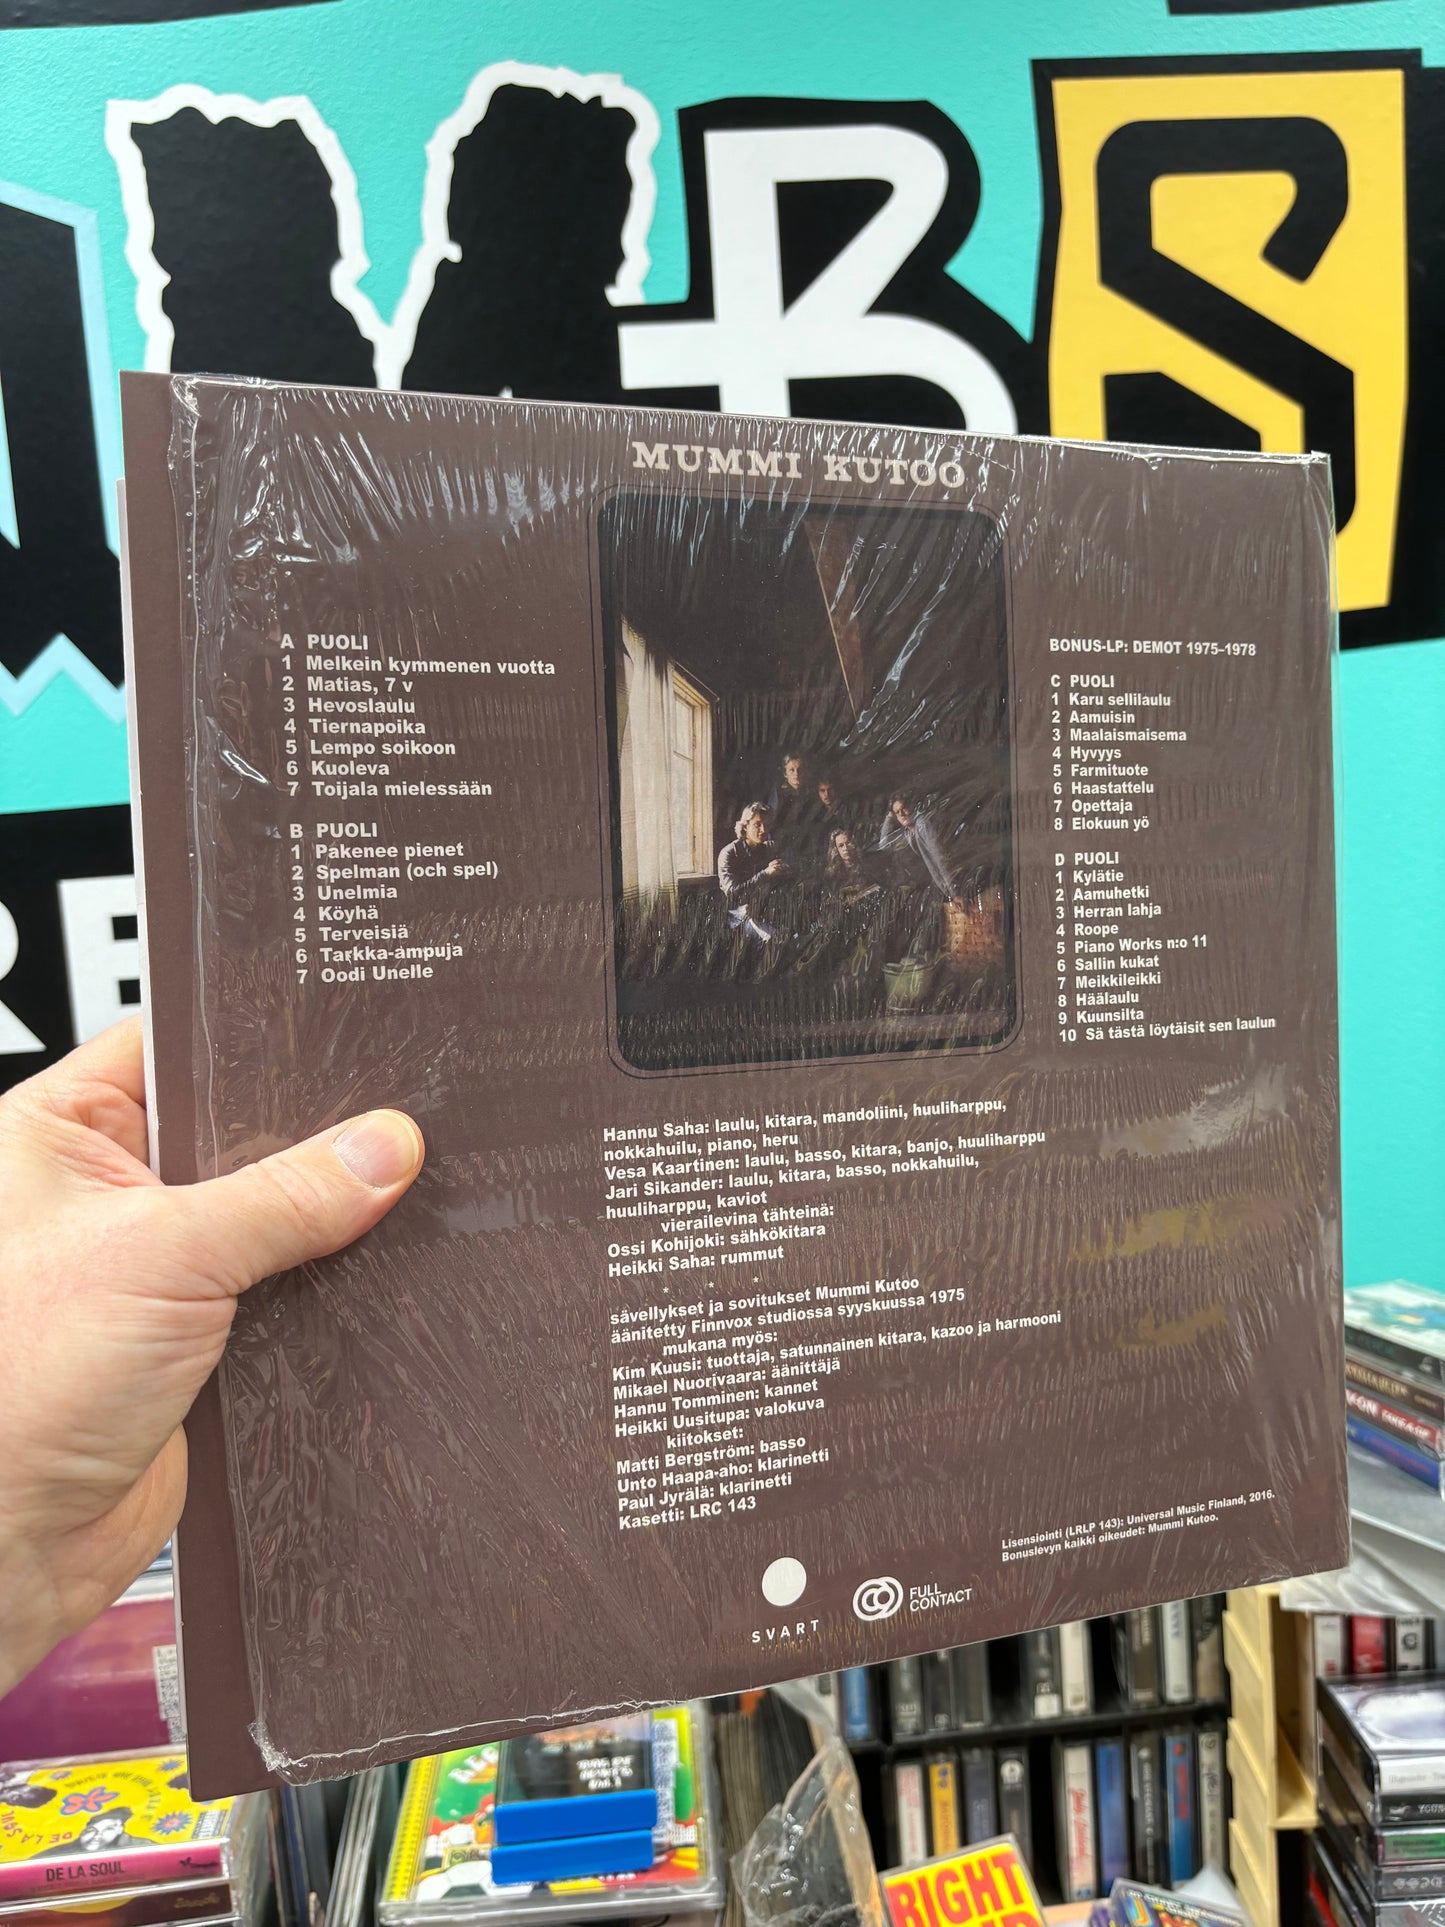 BS
RE
MUMMI KUTOO
A PUOLI
1 Melkein kymmenen vuotta
2 Matias, 7 v
3 Hevoslaulu
4 Tiernapoika
5 Lempo soikoon
6 Kuoleva
7 Toijala mielessään
B PUOLI
1 Pakenee pienet
2 Spelman (och spel)
3 Unelmia
4 Köyhä
5 Terveisiä
6 Tarkka-ampuja
7 Oodi Unelle
BONUS-LP: DEMOT 1975–1978
C PUOLI
1 Karu sellilaulu
2 Aamuisin
3 Maalaismaisema
4 Hyvyys
5 Farmituote
6 Haastattelu
7 Opettaja
8 Elokuun yö
D PUOLI
1 Kylätie
2 Aamuhetki
3 Herran lahja
4 Roope
5 Piano Works n:o 11
6 Sallin kukat
7 Meikkileikki
8 Häälaulu
9 Kuunsilta
10 Sä tästä löytäisit sen laulun
Hannu Saha: laulu, kitara, mandoliini, huuliharppu,
nokkahuilu, piano, heru
Vesa Kaartinen: laulu, basso, kitara, banjo, huuliharppu
Jari Sikander: laulu, kitara, basso, nokkahuilu,
huuliharppu, kaviot
vierailevina tähteinä:
Ossi Kohijoki: sähkökitara
Heikki Saha: rummut
* * *
sävellykset ja sovitukset Mummi Kutoo
äänitetty Finnvox studiossa syyskuussa 1975
mukana myös:
Kim Kuusi: tuottaja, satunnainen kitara, kazoo ja harmooni
Mikael Nuorivaara: äänittäjä
Hannu Tomminen: kannet
Heikki Uusitupa: valokuva
kiitokset:
Matti Bergström: basso
Unto Haapa-aho: klarinetti
Paul Jyrälä: klarinetti
Kasetti: LRC 143
Lisensiointi (LRLP 143): Universal Music Finland, 2016.
Bonuslevyn kaikki oikeudet: Mummi Kutoo.
SVART
FULL
CONTACT
DE LA SOUL
RIGHT